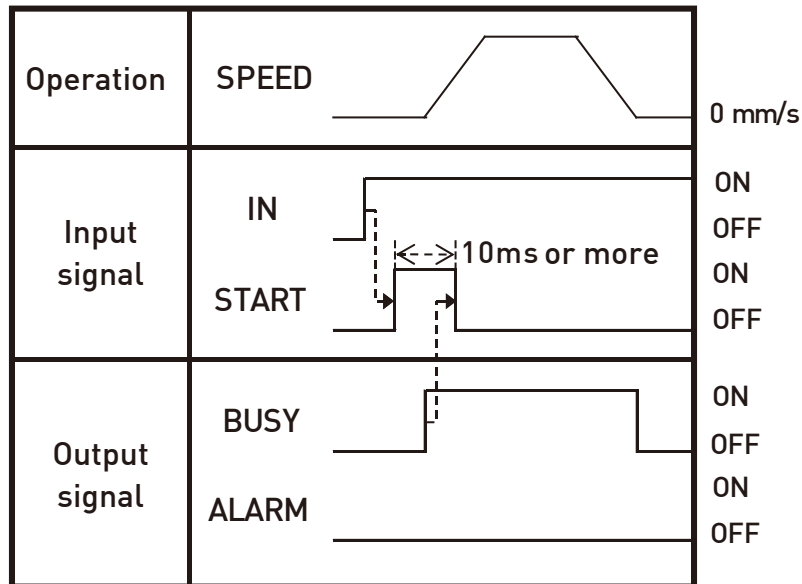 Operation
SPEED
0 mm/s
Input
signal
IN
ON
OFF
10ms or more
START
ON
OFF
Output
signal
BUSY
ON
OFF
ALARM
ON
OFF